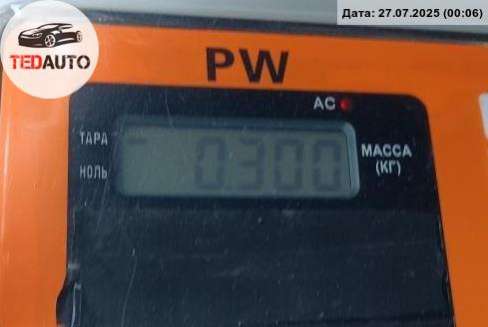 Дата: 27.07.2025 (00:06)
TEDAUTO
PW
AC
ТАРА
НОЛЬ
0300
МАССА
(КГ)